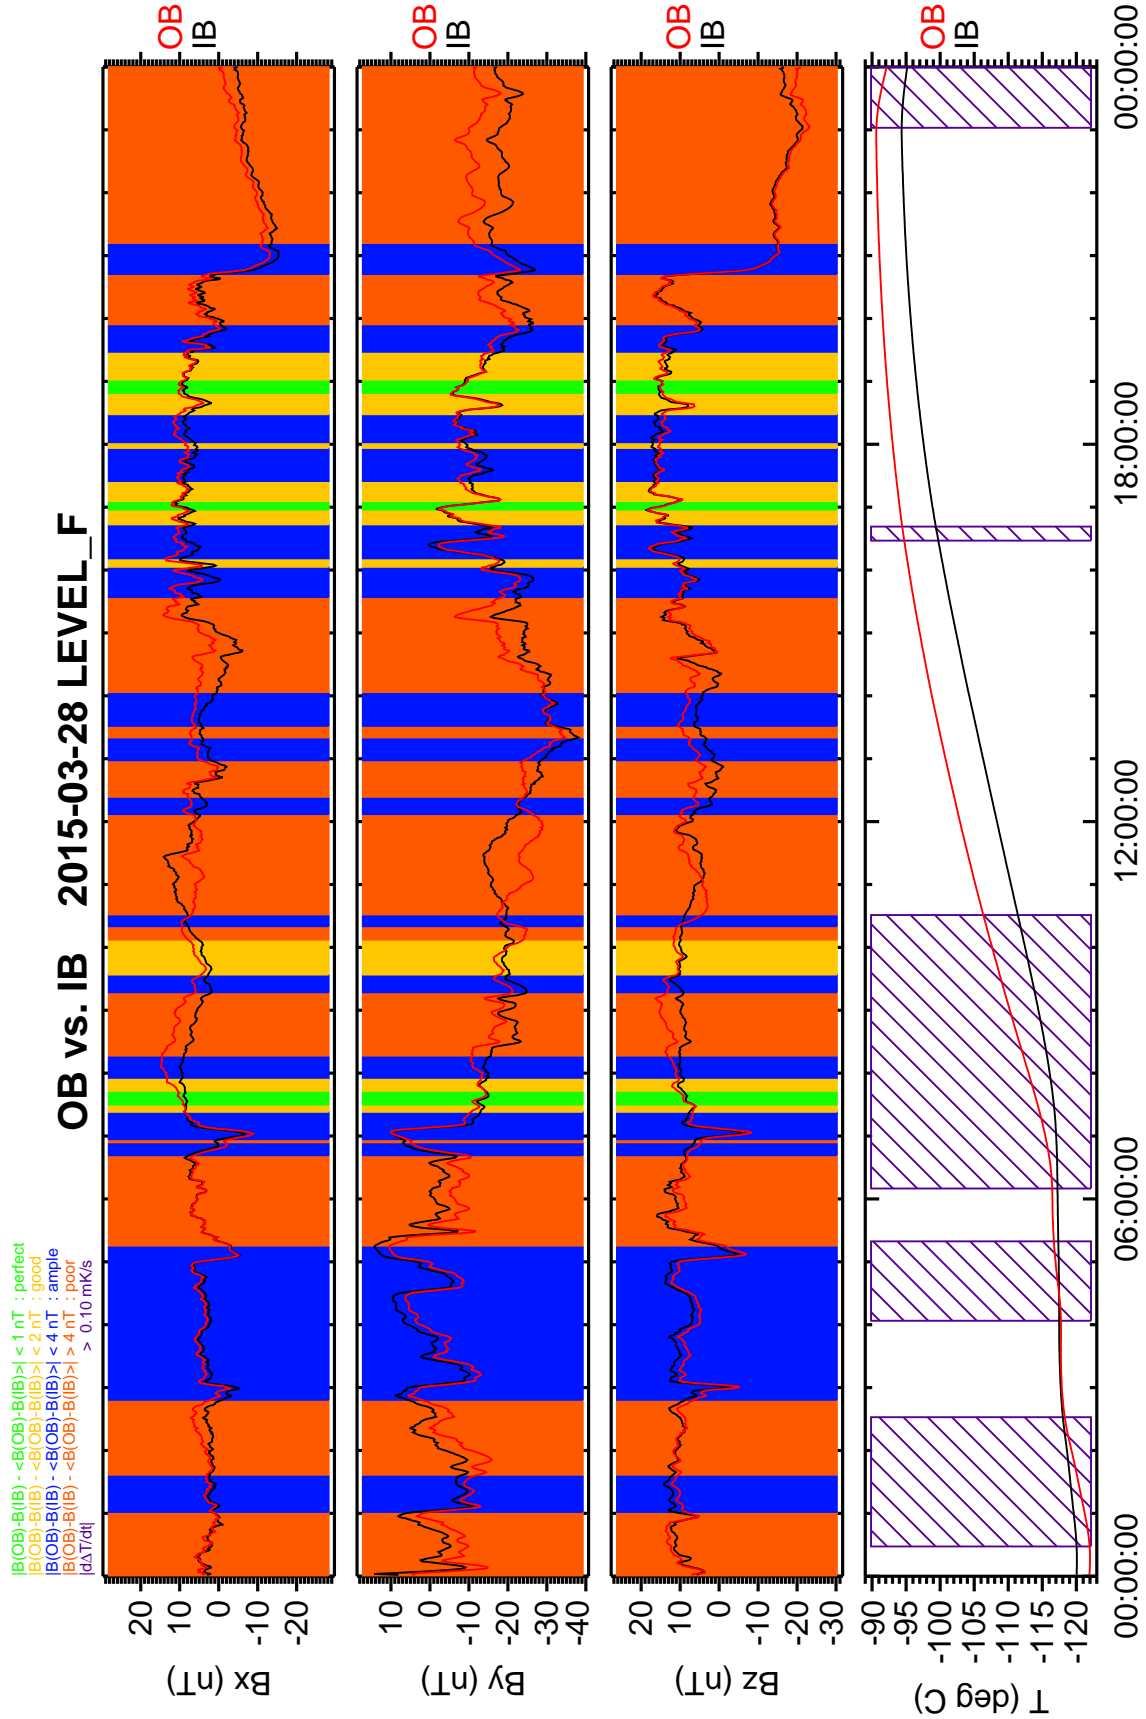 OB vs. IB 2015-03-28 LEVEL_F
|B(OB)-B(IB) - <B(OB)-B(IB)>| < 1 nT : perfect
|B(OB)-B(IB) - <B(OB)-B(IB)>| < 2 nT : good
|B(OB)-B(IB) - <B(OB)-B(IB)>| < 4 nT : ample
|B(OB)-B(IB) - <B(OB)-B(IB)>| > 4 nT : poor
|dΔT/dt| > 0.10 mK/s
Bx (nT)
20
10
0
-10
-20
OB
IB
By (nT)
10
0
-10
-20
-30
-40
OB
IB
Bz (nT)
20
10
0
-10
-20
-30
OB
IB
T (deg C)
-90
-95
-100
-105
-110
-115
-120
OB
IB
00:00:00
06:00:00
12:00:00
18:00:00
00:00:00